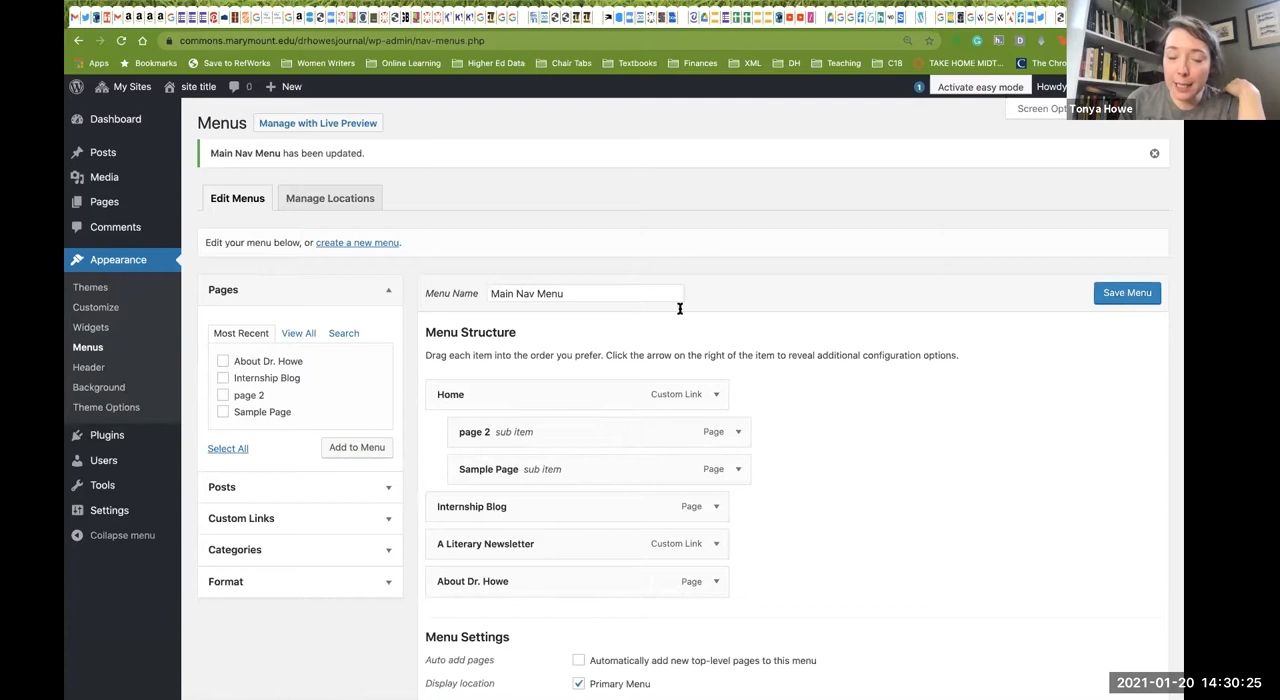 commons.marymount.edu/drhowesjournal/wp-admin/nav-menus.php
Apps Bookmarks Save to RefWorks Women Writers Online Learning Higher Ed Data Chair Tabs Textbooks Finances XML DH Teaching C18 TAKE HOME MIDT... The Chro
My Sites site title 0 New 1 Activate easy mode Howdy
Screen Opt
Tonya Howe
Dashboard
Posts
Media
Pages
Comments
Appearance
Themes
Customize
Widgets
Menus
Header
Background
Theme Options
Plugins
Users
Tools
Settings
Collapse menu
Menus Manage with Live Preview
Main Nav Menu has been updated.
Edit Menus Manage Locations
Edit your menu below, or create a new menu.
Pages
Most Recent View All Search
About Dr. Howe
Internship Blog
page 2
Sample Page
Select All Add to Menu
Posts
Custom Links
Categories
Format
Menu Name Main Nav Menu Save Menu
Menu Structure
Drag each item into the order you prefer. Click the arrow on the right of the item to reveal additional configuration options.
Home Custom Link
page 2 sub item Page
Sample Page sub item Page
Internship Blog Page
A Literary Newsletter Custom Link
About Dr. Howe Page
Menu Settings
Auto add pages Automatically add new top-level pages to this menu
Display location Primary Menu
2021-01-20 14:30:25